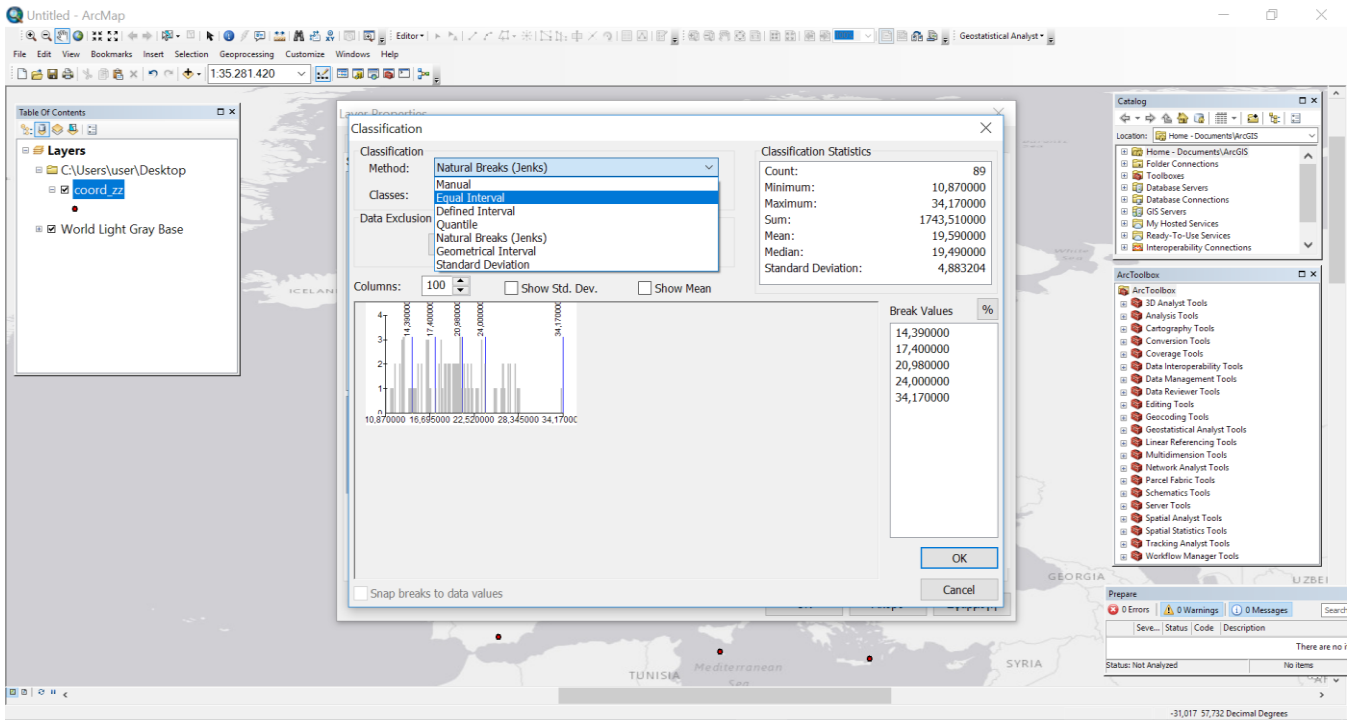 Untitled - ArcMap
Editor
Geostatistical Analyst
File Edit View Bookmarks Insert Selection Geoprocessing Customize Windows Help
1:35.281.420
Table Of Contents
Layers
C:\Users\user\Desktop
coord_zz
World Light Gray Base
Layer Properties
Classification
Classification
Method: Natural Breaks (Jenks)
Manual
Classes:
Equal Interval
Defined Interval
Data Exclusion
Quantile
Natural Breaks (Jenks)
Geometrical Interval
Standard Deviation
Classification Statistics
Count: 89
Minimum: 10,870000
Maximum: 34,170000
Sum: 1743,510000
Mean: 19,590000
Median: 19,490000
Standard Deviation: 4,883204
Columns: 100 Show Std. Dev. Show Mean
14,390000 17,400000 20,980000 24,000000 34,170000
4
3
2
1
0
10,870000 16,695000 22,520000 28,345000 34,17000
Break Values %
14,390000
17,400000
20,980000
24,000000
34,170000
OK
Cancel
Snap breaks to data values
Catalog
Location: Home - Documents\ArcGIS
Home - Documents\ArcGIS
Folder Connections
Toolboxes
Database Servers
Database Connections
GIS Servers
My Hosted Services
Ready-To-Use Services
Interoperability Connections
ArcToolbox
ArcToolbox
3D Analyst Tools
Analysis Tools
Cartography Tools
Conversion Tools
Coverage Tools
Data Interoperability Tools
Data Management Tools
Data Reviewer Tools
Editing Tools
Geocoding Tools
Geostatistical Analyst Tools
Linear Referencing Tools
Multidimension Tools
Network Analyst Tools
Parcel Fabric Tools
Schematics Tools
Server Tools
Spatial Analyst Tools
Spatial Statistics Tools
Tracking Analyst Tools
Workflow Manager Tools
Prepare
0 Errors 0 Warnings 0 Messages Search
Seve... Status Code Description
There are no i
Status: Not Analyzed No items
ICELAN
White
Sea
GEORGIA
UZBEI
SYRIA
TUNISIA
Mediterranean
Sea
-31,017 57,732 Decimal Degrees